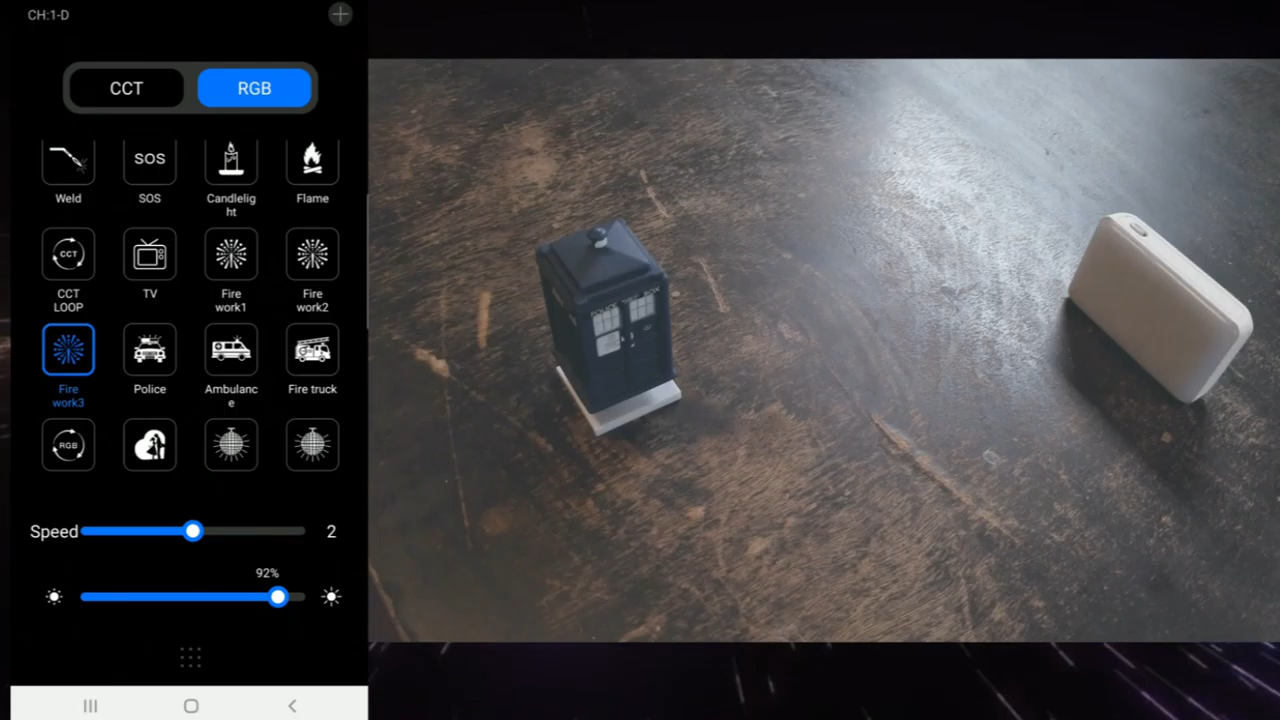 CH:1-D
CCT
RGB
SOS
Weld
SOS
Candlelig
ht
Flame
CCT
CCT
LOOP
TV
Fire
work1
Fire
work2
Fire
work3
Police
Ambulanc
e
Fire truck
RGB
Speed
2
92%
POLICE BOX